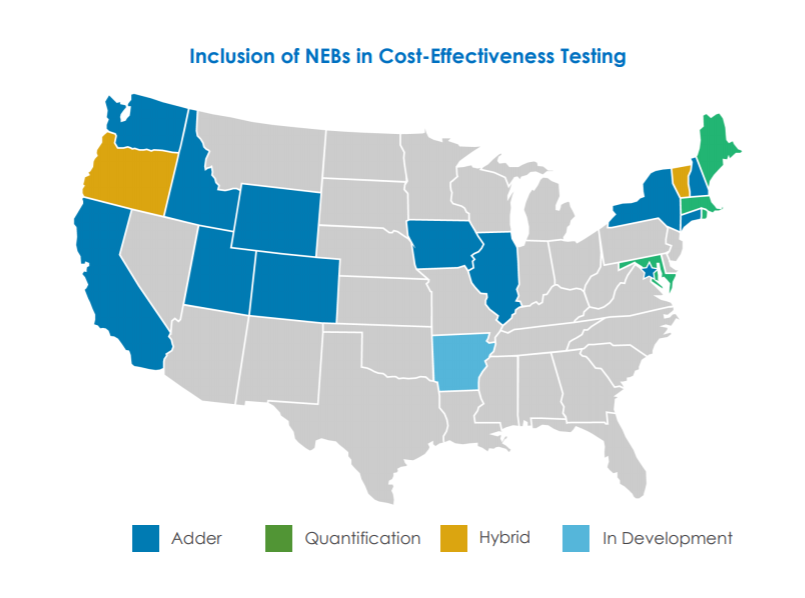 Inclusion of NEBs in Cost-Effectiveness Testing
Adder
Quantification
Hybrid
In Development